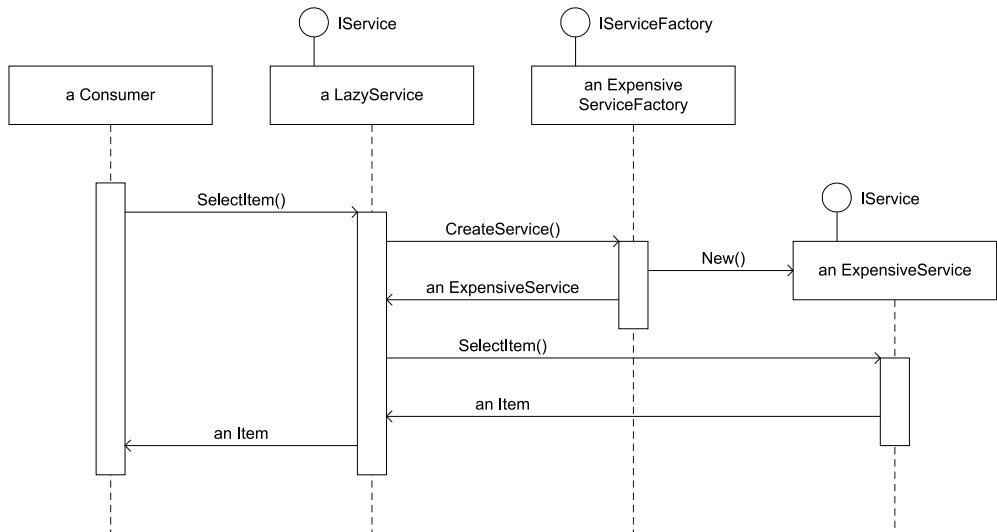 IService
IServiceFactory
a Consumer
a LazyService
an Expensive
ServiceFactory
SelectItem()
IService
CreateService()
New()
an ExpensiveService
an ExpensiveService
SelectItem()
an Item
an Item